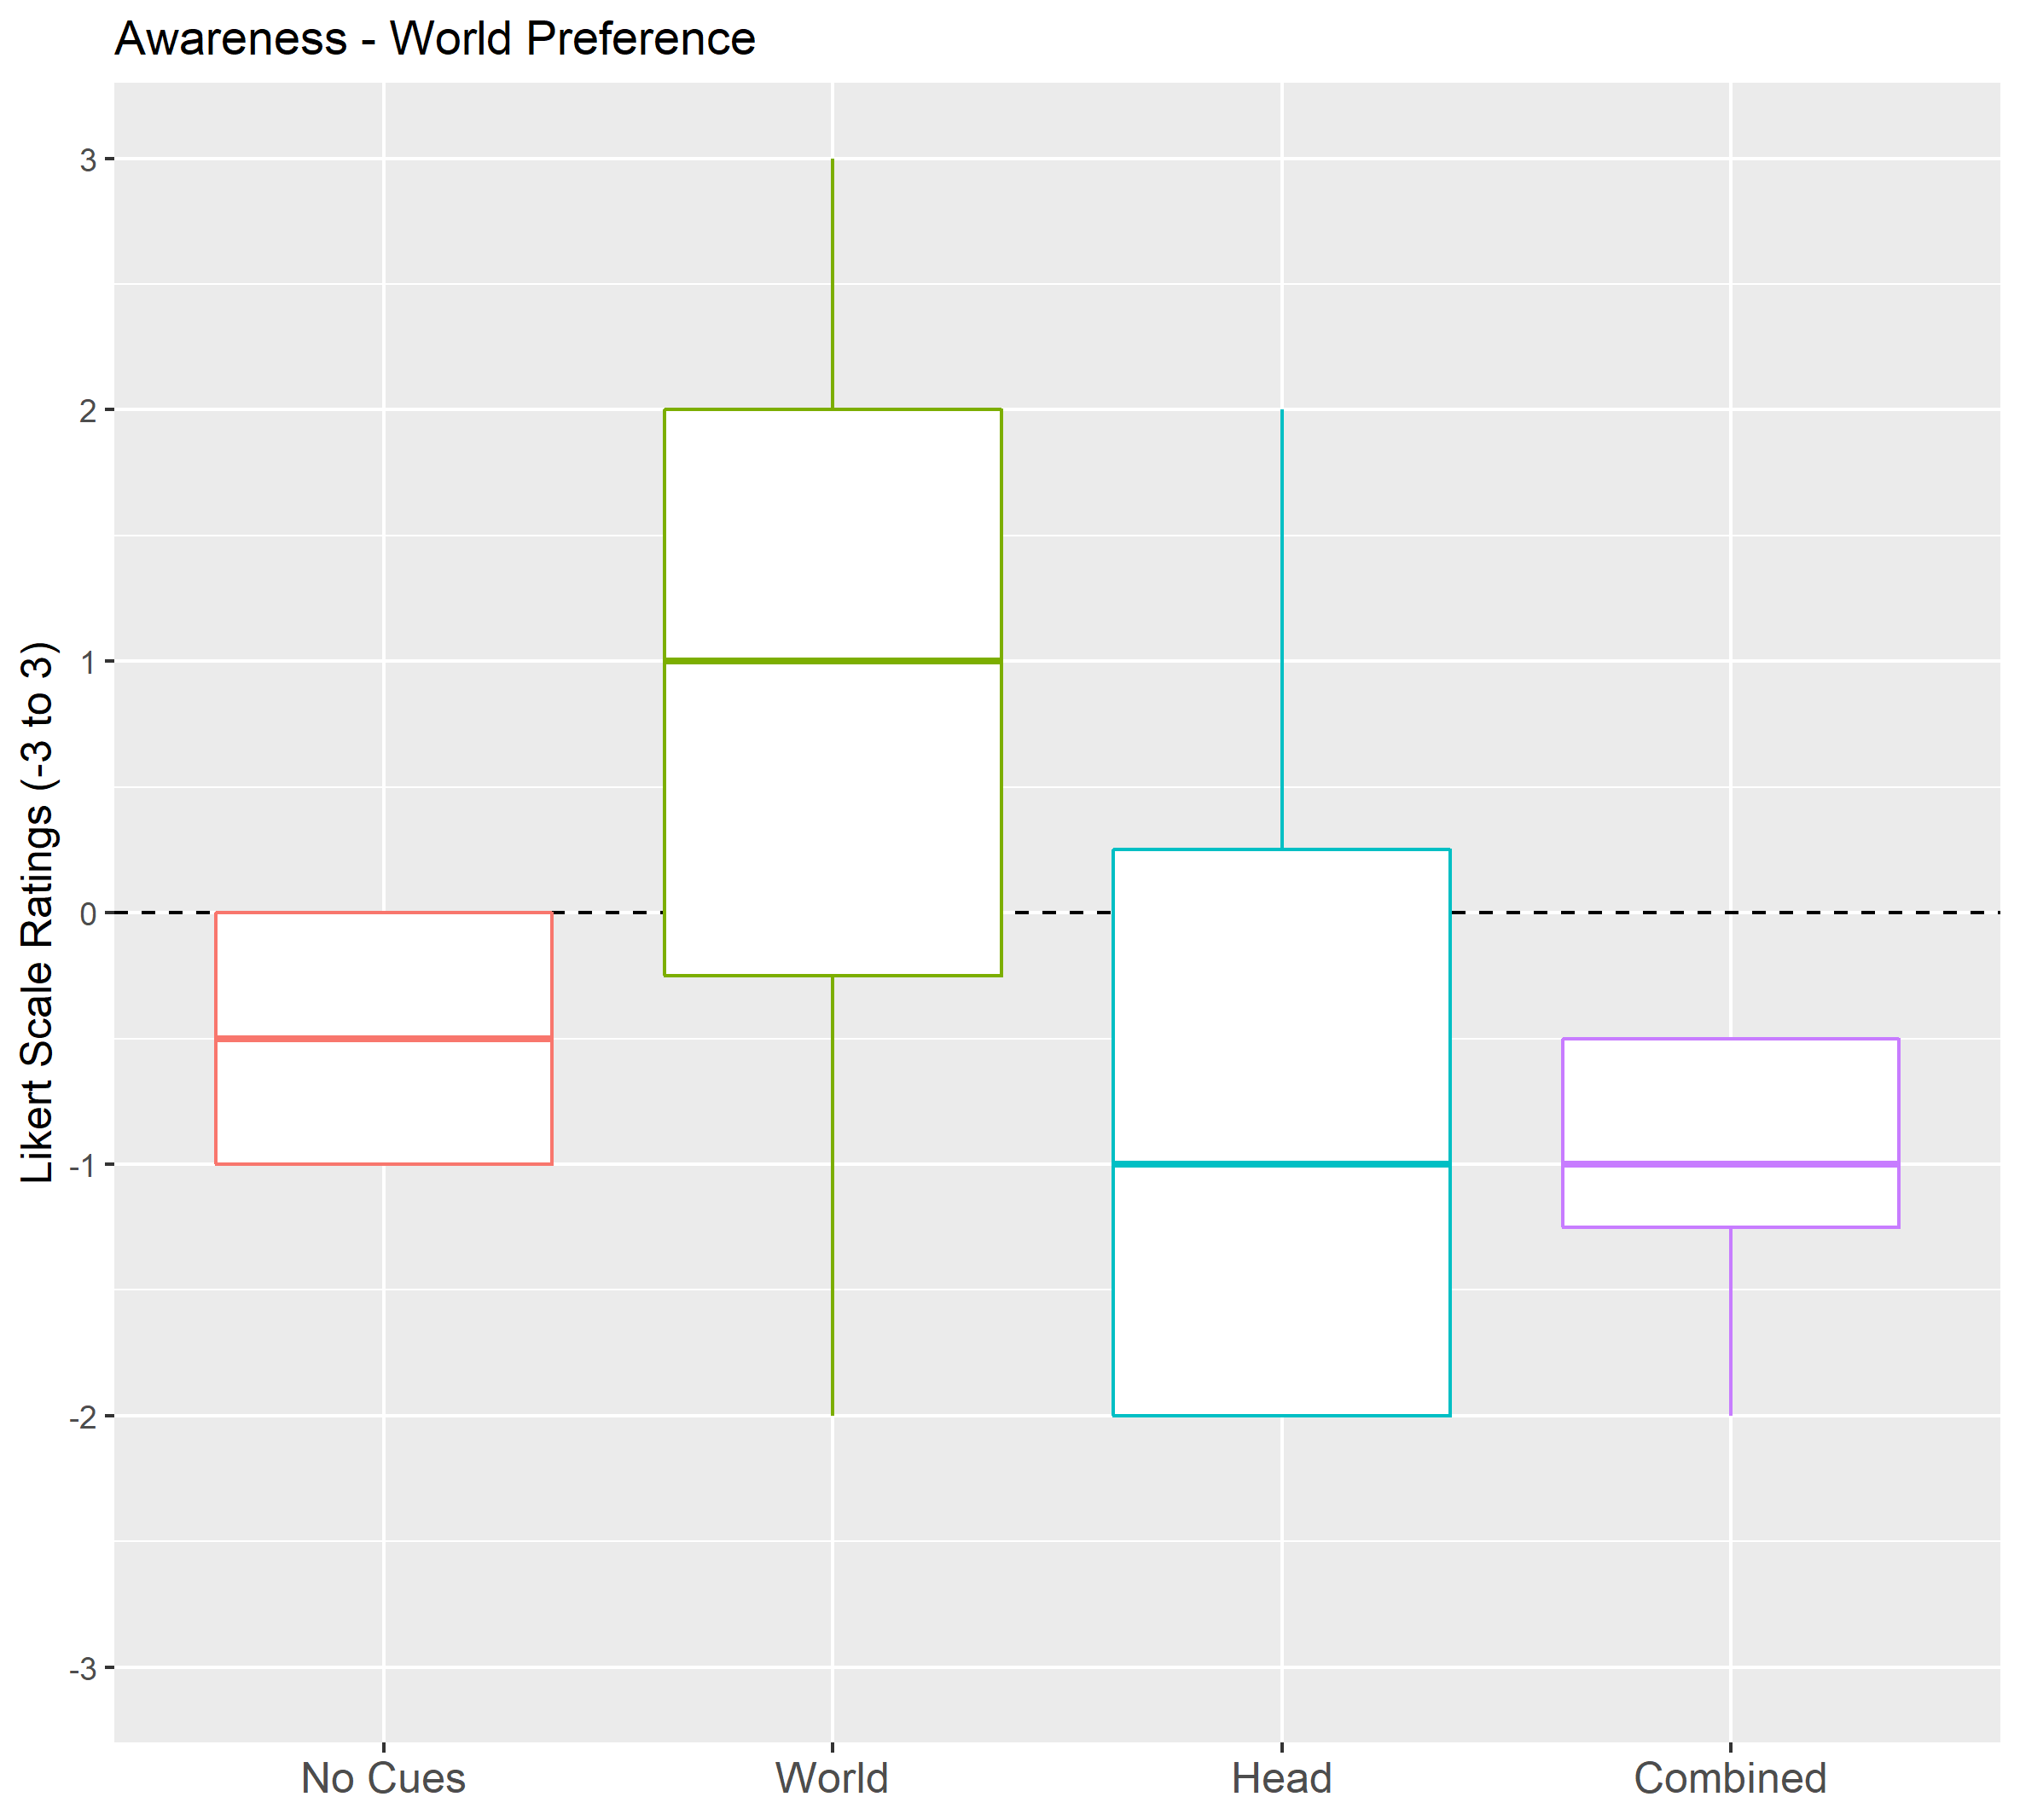 Awareness - World Preference
Likert Scale Ratings (-3 to 3)
3
2
1
0
-1
-2
-3
No Cues
World
Head
Combined